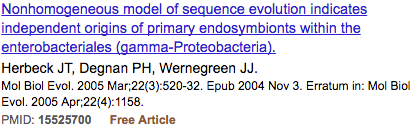 Nonhomogeneous model of sequence evolution indicates
independent origins of primary endosymbionts within the
enterobacteriales (gamma-Proteobacteria).
Herbeck JT, Degnan PH, Wernegreen JJ.
Mol Biol Evol. 2005 Mar;22(3):520-32. Epub 2004 Nov 3. Erratum in: Mol Biol
Evol. 2005 Apr;22(4):1158.
PMID: 15525700 Free Article